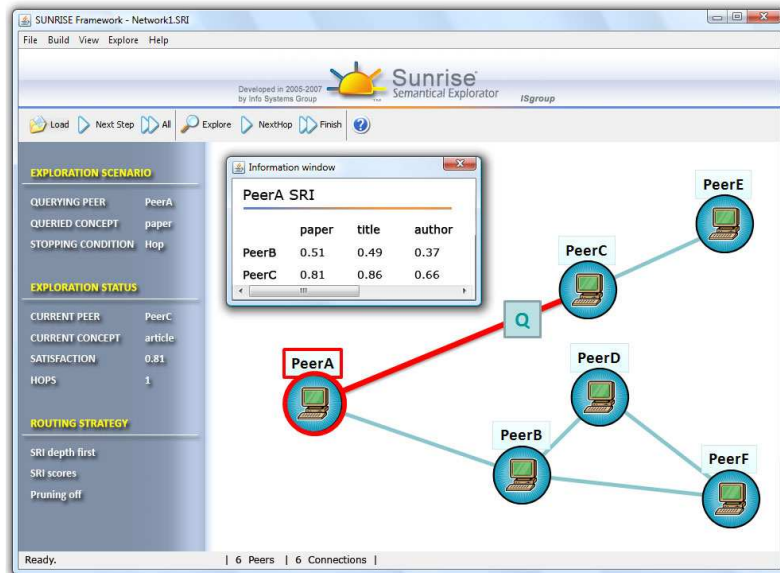 SUNRISE Framework - Network1.SRI
File Build View Explore Help
Developed in 2005-2007
by Info Systems Group
Sunrise
Semantical Explorator
ISgroup
Load Next Step All Explore NextHop Finish
EXPLORATION SCENARIO
QUERYING PEER PeerA
QUERIED CONCEPT paper
STOPPING CONDITION Hop
EXPLORATION STATUS
CURRENT PEER PeerC
CURRENT CONCEPT article
SATISFACTION 0.81
HOPS 1
ROUTING STRATEGY
SRI depth first
SRI scores
Pruning off
Information window
PeerA SRI
paper title author
PeerB 0.51 0.49 0.37
PeerC 0.81 0.86 0.66
PeerE
PeerC
Q
PeerA
PeerD
PeerB
PeerF
Ready. | 6 Peers | 6 Connections |